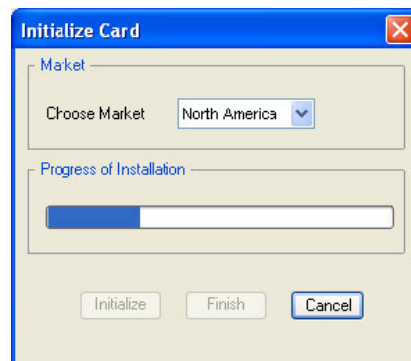 Initialize Card
Market
Choose Market North America
Progress of Installation
Initialize Finish Cancel